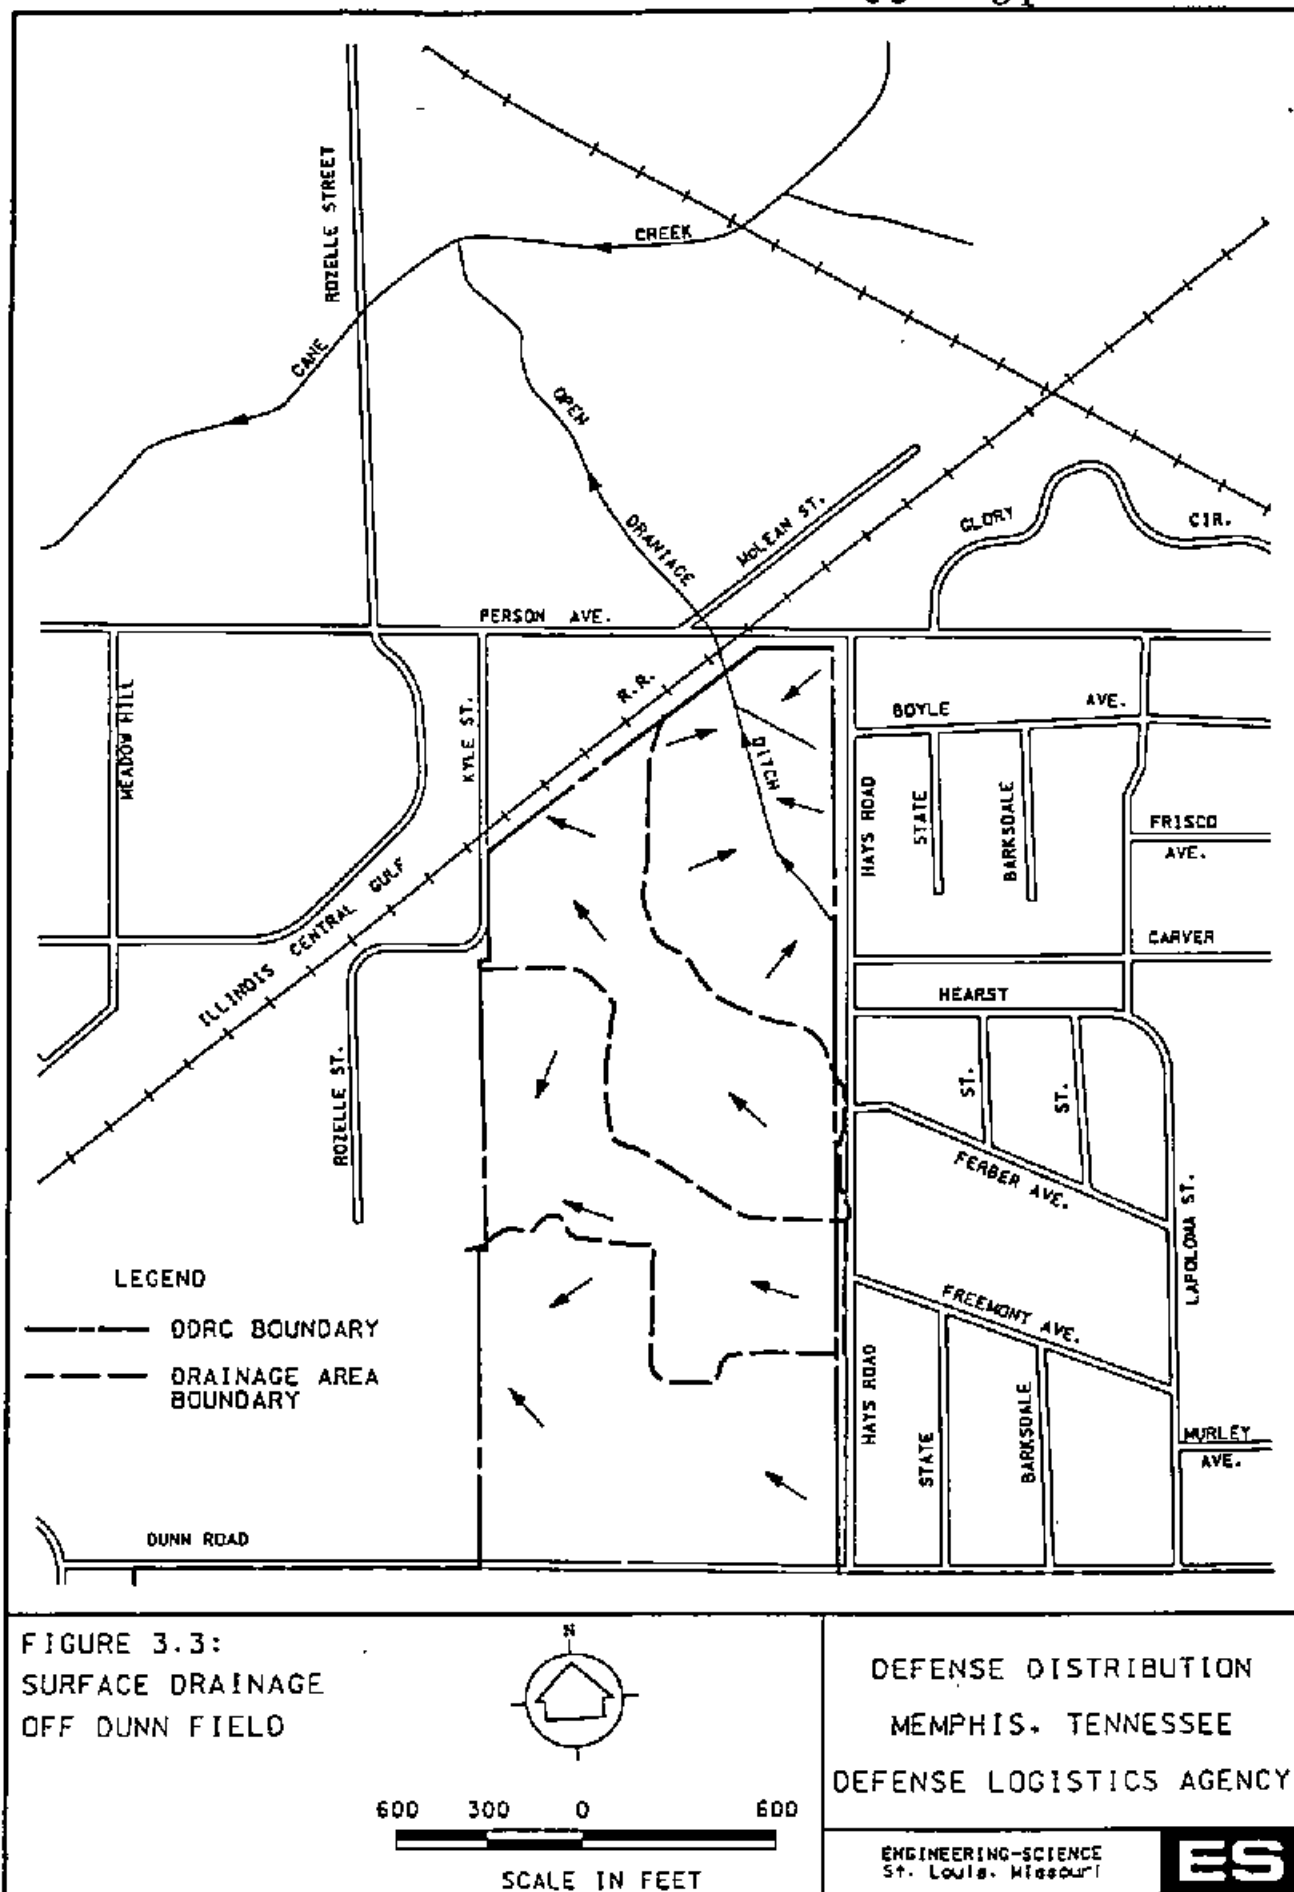 ROZELLE STREET
CREEK
CANE
OPEN
DRANIAGE
McLEAN ST.
GLORY
CIR.
PERSON AVE.
MEADOW HILL
KYLE ST.
R.R.
DITCH
BOYLE
AVE.
HAYS ROAD
STATE
BARKSDALE
FRISCO
AVE.
ILLINOIS CENTRAL GULF
CARVER
HEARST
ROZELLE ST.
ST.
ST.
FERBER AVE.
LAPOLOMA ST.
LEGEND
DDRC BOUNDARY
DRAINAGE AREA
BOUNDARY
FREEMONT AVE.
HAYS ROAD
STATE
BARKSDALE
MURLEY
AVE.
DUNN ROAD
FIGURE 3.3:
SURFACE DRAINAGE
OFF DUNN FIELD
N
600 300 0 600
SCALE IN FEET
DEFENSE DISTRIBUTION
MEMPHIS, TENNESSEE
DEFENSE LOGISTICS AGENCY
ENGINEERING-SCIENCE
St. Louis, Missouri
ES